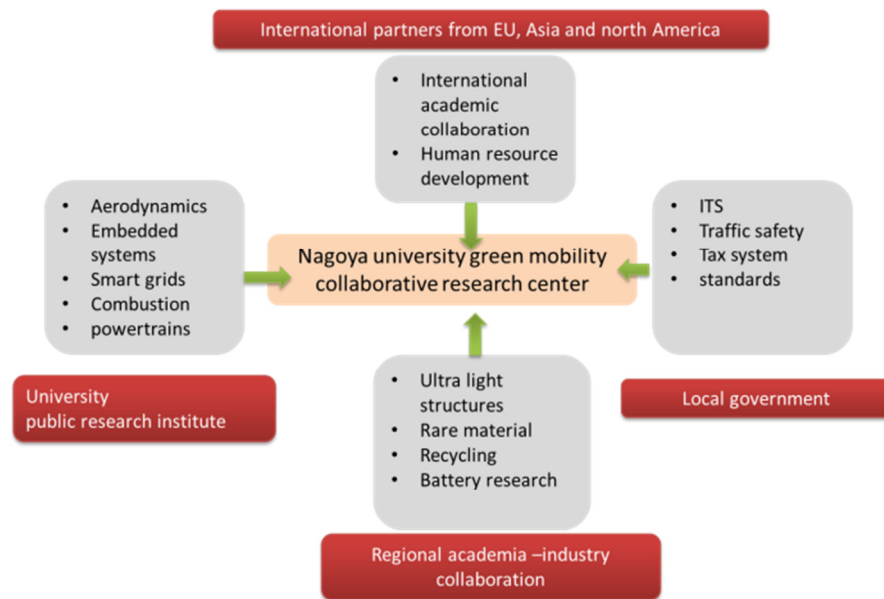 International partners from EU, Asia and north America
• International
academic
collaboration
• Human resource
development
• Aerodynamics
• Embedded
systems
• Smart grids
• Combustion
• powertrains
Nagoya university green mobility
collaborative research center
• ITS
• Traffic safety
• Tax system
• standards
University
public research institute
• Ultra light
structures
• Rare material
• Recycling
• Battery research
Local government
Regional academia –industry
collaboration